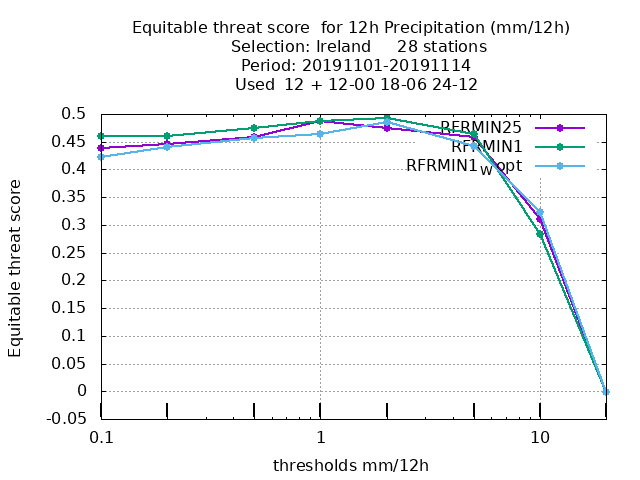 Equitable threat score  for 12h Precipitation (mm/12h)
Selection: Ireland     28 stations
Period: 20191101-20191114
Used  12 + 12-00 18-06 24-12
0.5
0.45
0.4
0.35
0.3
0.25
0.2
0.15
0.1
0.05
0
-0.05
Equitable threat score
RFRMIN25
RFRMIN1
RFRMIN1wopt
0.1
1
10
thresholds mm/12h